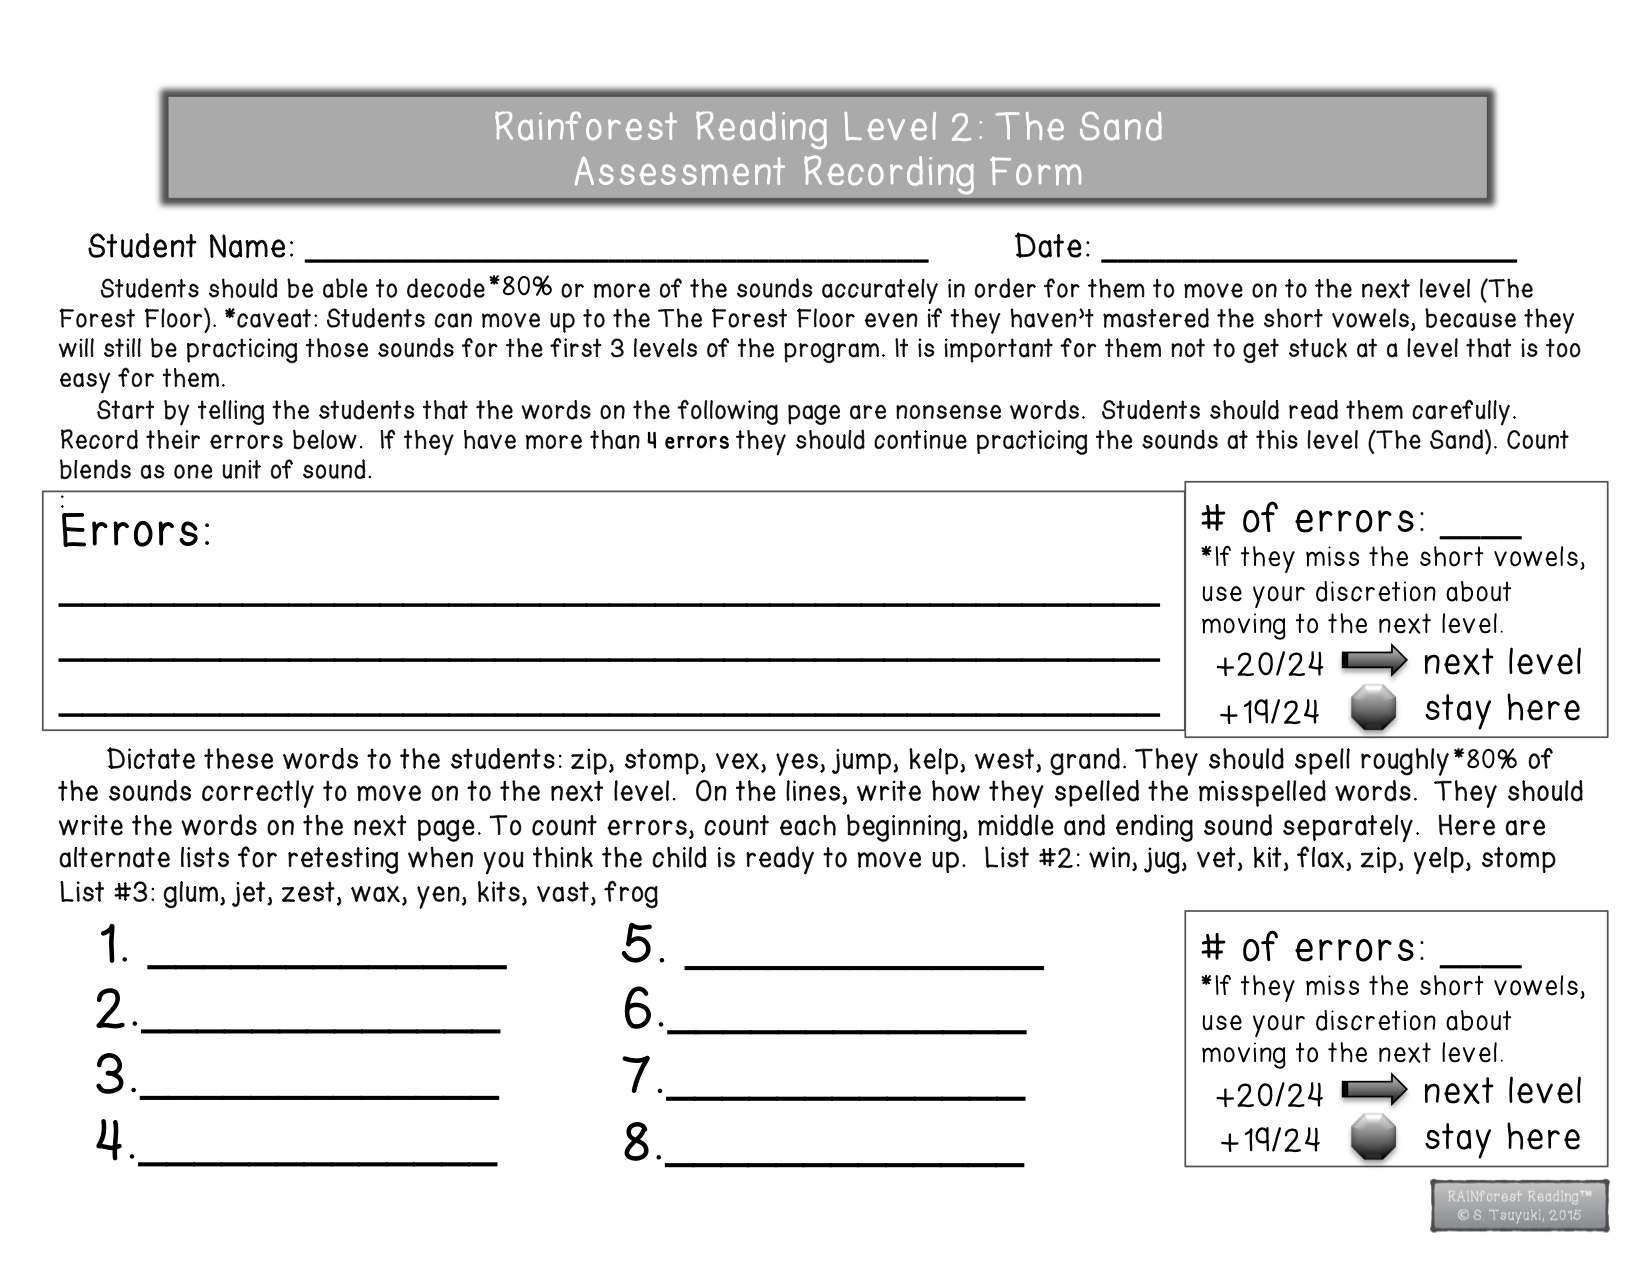 Rainforest Reading Level 2: The Sand
Assessment Recording Form
Student Name: ___________________________________ Date: _______________________
Students should be able to decode*80% or more of the sounds accurately in order for them to move on to the next level (The
Forest Floor). *caveat: Students can move up to the The Forest Floor even if they haven't mastered the short vowels, because they
will still be practicing those sounds for the first 3 levels of the program. It is important for them not to get stuck at a level that is too
easy for them.
Start by telling the students that the words on the following page are nonsense words. Students should read them carefully.
Record their errors below. If they have more than 4 errors they should continue practicing the sounds at this level (The Sand). Count
blends as one unit of sound.
:
Errors:
# of errors: ____
*If they miss the short vowels,
use your discretion about
moving to the next level.
+20/24 next level
+19/24 stay here
Dictate these words to the students: zip, stomp, vex, yes, jump, kelp, west, grand. They should spell roughly*80% of
the sounds correctly to move on to the next level. On the lines, write how they spelled the misspelled words. They should
write the words on the next page. To count errors, count each beginning, middle and ending sound separately. Here are
alternate lists for retesting when you think the child is ready to move up. List #2: win, jug, vet, kit, flax, zip, yelp, stomp
List #3: glum, jet, zest, wax, yen, kits, vast, frog
1. _______________
2._______________
3._______________
4._______________
5. _______________
6._______________
7._______________
8._______________
# of errors: ____
*If they miss the short vowels,
use your discretion about
moving to the next level.
+20/24 next level
+19/24 stay here
RAINforest Reading™
© S Tsuyuki, 2015